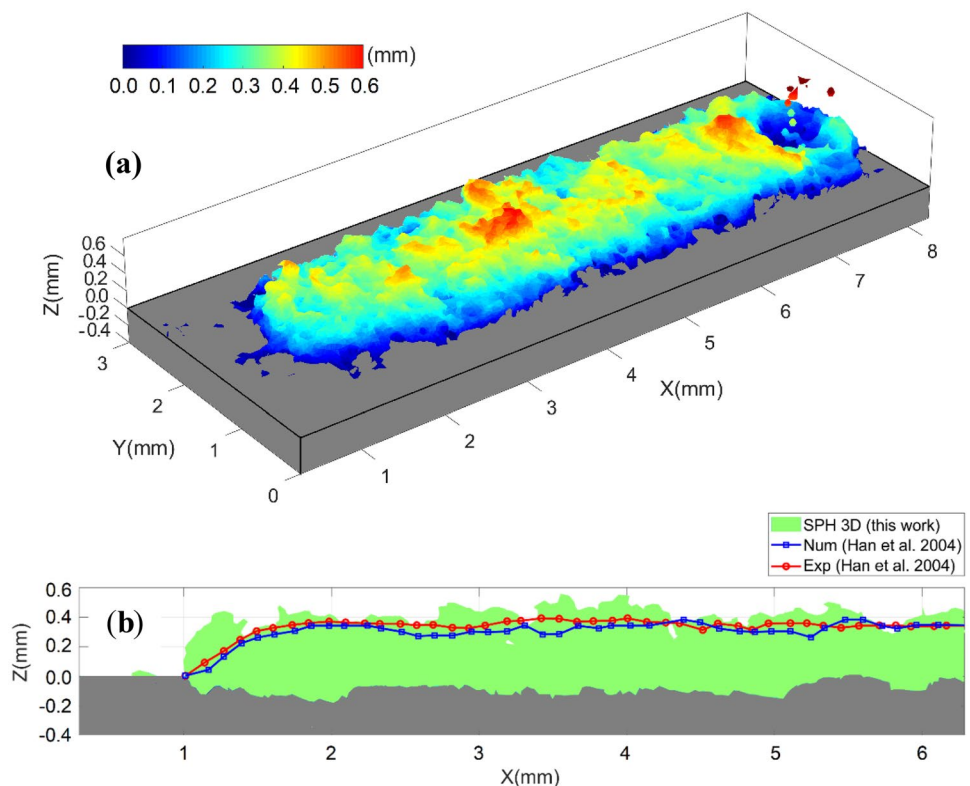 (mm)
0.0 0.1 0.2 0.3 0.4 0.5 0.6
(a)
Z(mm)
0.6
0.4
0.2
0.0
-0.2
-0.4
3
2
1
0
Y(mm)
1
2
3
4
5
6
7
8
X(mm)
SPH 3D (this work)
Num (Han et al. 2004)
Exp (Han et al. 2004)
(b)
Z(mm)
0.6
0.4
0.2
0.0
-0.2
-0.4
1 2 3 4 5 6
X(mm)